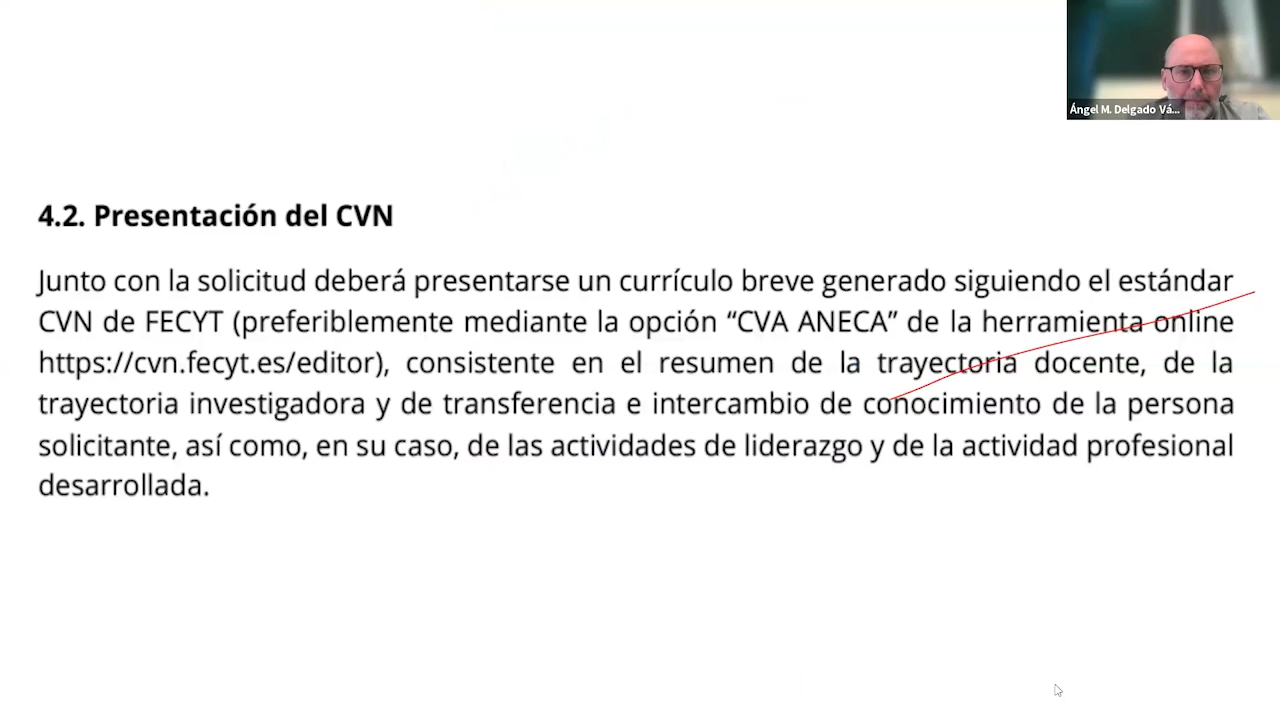 Ángel M. Delgado Vá...
4.2. Presentación del CVN
Junto con la solicitud deberá presentarse un currículo breve generado siguiendo el estándar
CVN de FECYT (preferiblemente mediante la opción “CVA ANECA” de la herramienta online
https://cvn.fecyt.es/editor), consistente en el resumen de la trayectoria docente, de la
trayectoria investigadora y de transferencia e intercambio de conocimiento de la persona
solicitante, así como, en su caso, de las actividades de liderazgo y de la actividad profesional
desarrollada.